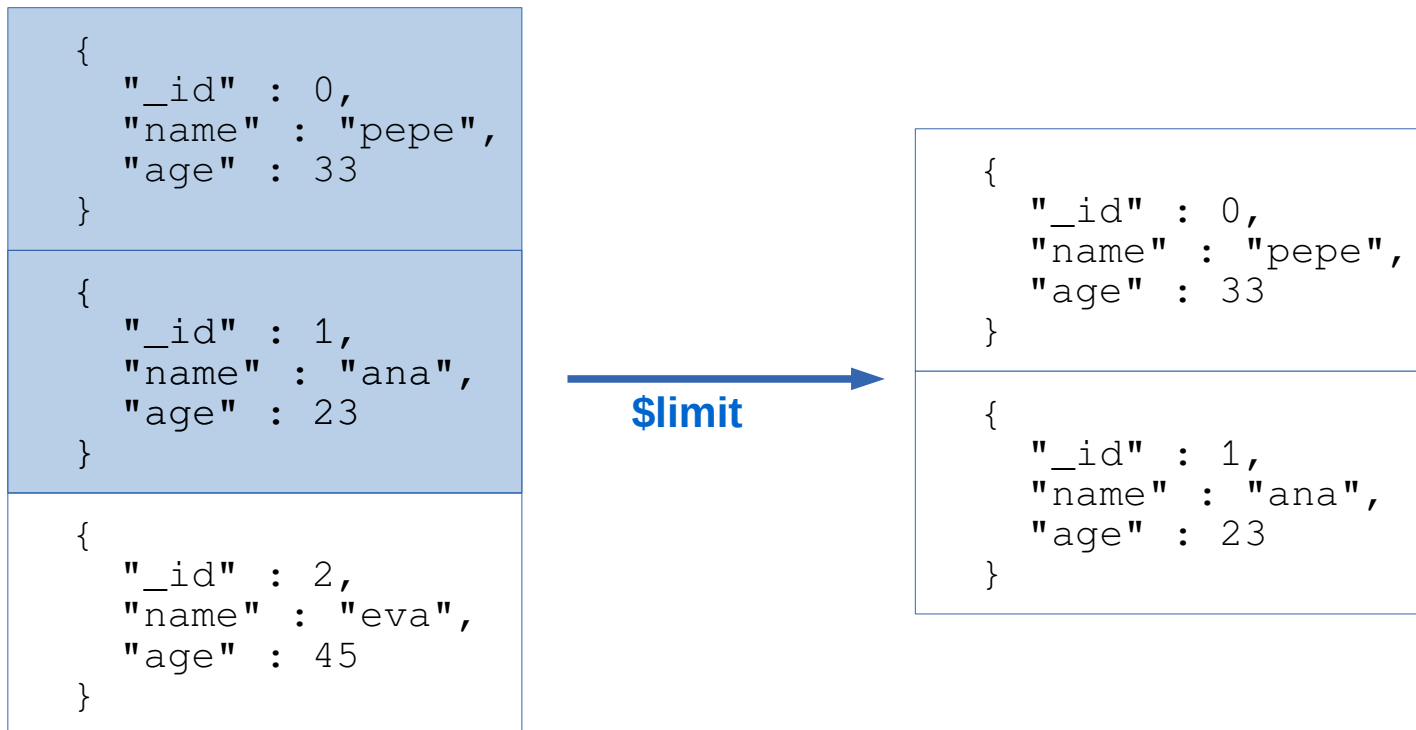 {
"_id" : 0,
"name" : "pepe",
"age" : 33
}
{
"_id" : 1,
"name" : "ana",
"age" : 23
}
{
"_id" : 2,
"name" : "eva",
"age" : 45
}
$limit
{
"_id" : 0,
"name" : "pepe",
"age" : 33
}
{
"_id" : 1,
"name" : "ana",
"age" : 23
}